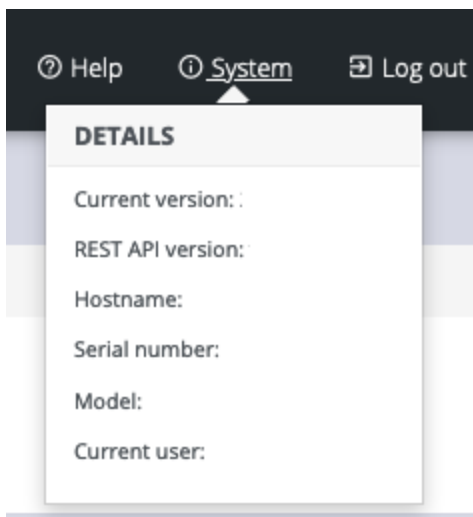 Help System Log out
DETAILS
Current version:
REST API version:
Hostname:
Serial number:
Model:
Current user: